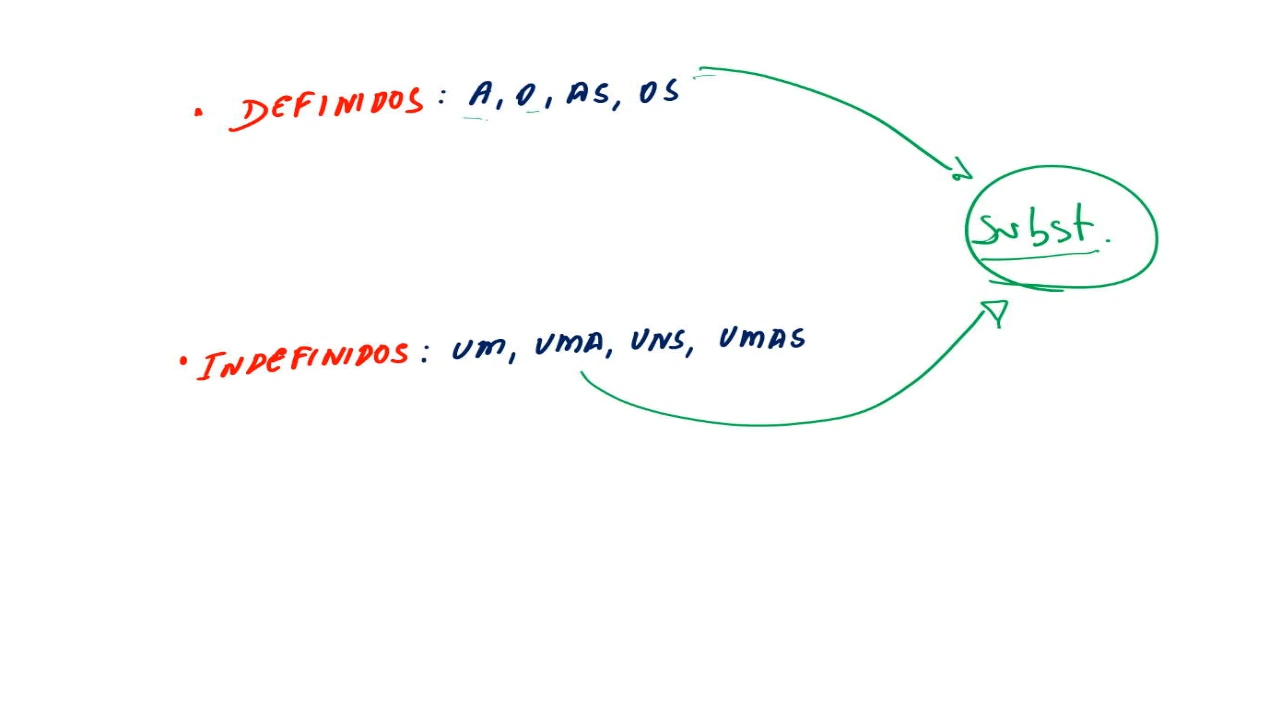 • DEFINIDOS: A, O, AS, OS
subst.
• INDEFINIDOS: UM, UMA, UNS, UMAS